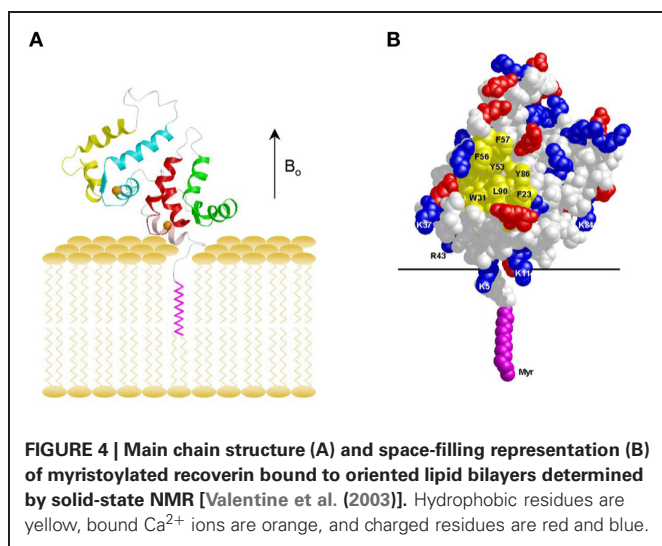 A
B
B₀
F57
F56
Y53
Y86
L90
W31
F23
K37
K84
R43
K5
K11
Myr
FIGURE 4 | Main chain structure (A) and space-filling representation (B)
of myristoylated recoverin bound to oriented lipid bilayers determined
by solid-state NMR [Valentine et al. (2003)]. Hydrophobic residues are
yellow, bound Ca²⁺ ions are orange, and charged residues are red and blue.